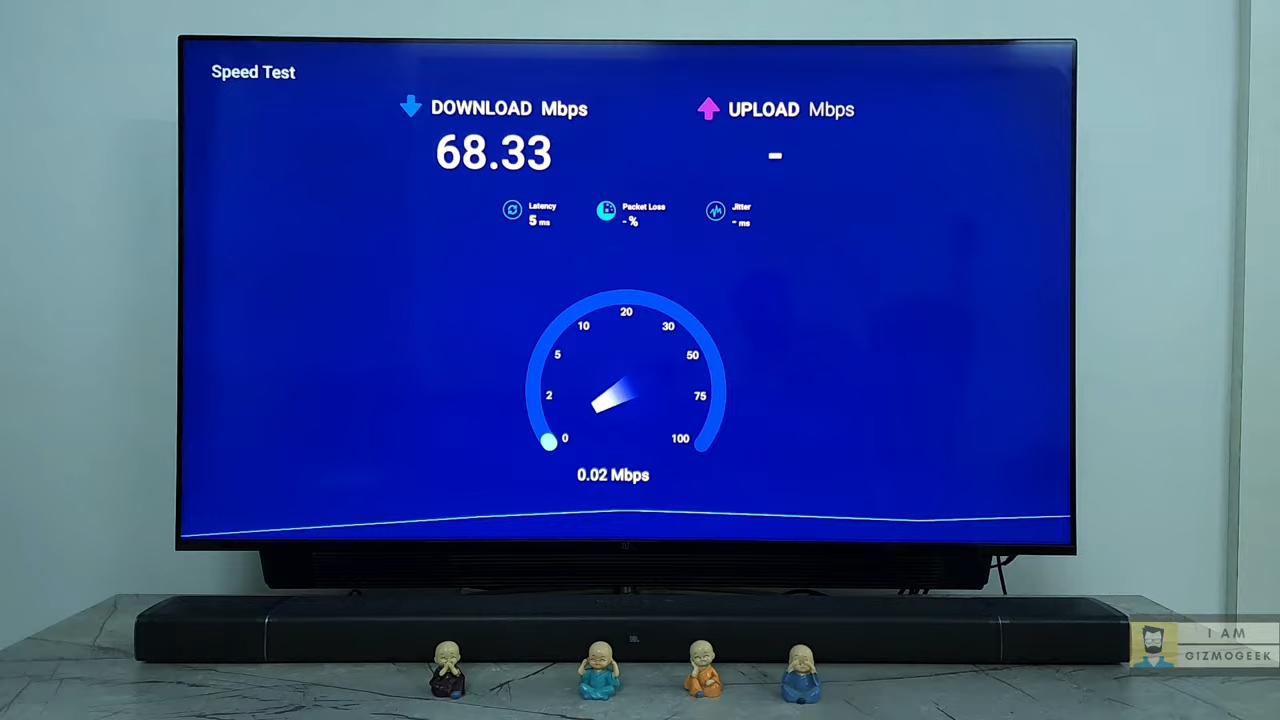 Speed Test
DOWNLOAD Mbps
68.33
UPLOAD Mbps
-
Latency
5 ms
Packet Loss
- %
Jitter
- ms
0
2
5
10
20
30
50
75
100
0.02 Mbps
JBL
I AM
GIZMOGEEK